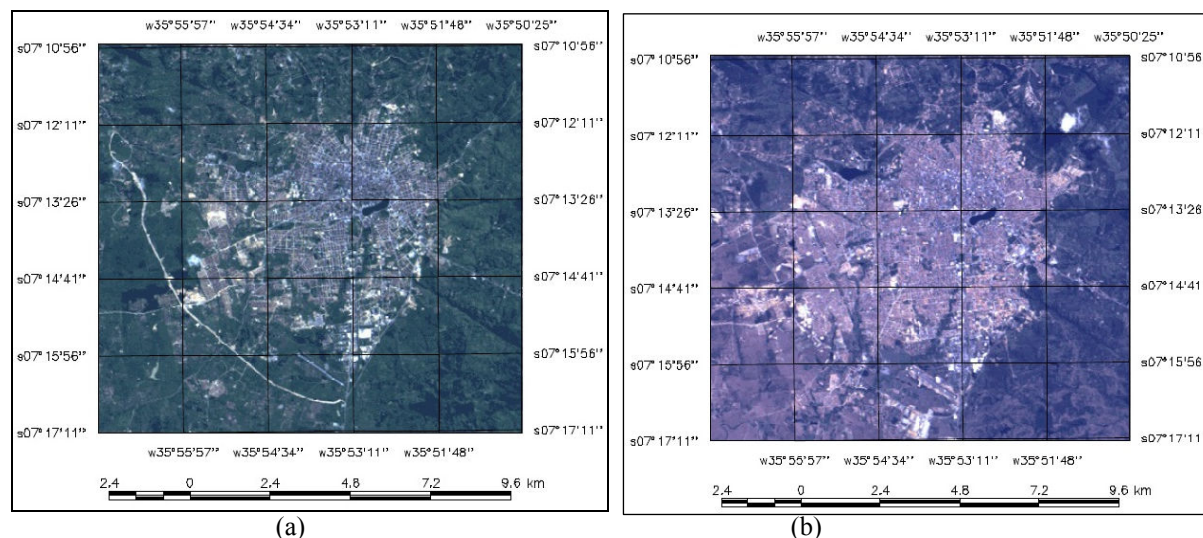 w35°55'57" w35°54'34" w35°53'11" w35°51'48" w35°50'25"
s07°10'56" s07°10'56"
s07°12'11" s07°12'11"
s07°13'26" s07°13'26"
s07°14'41" s07°14'41"
s07°15'56" s07°15'56"
s07°17'11" s07°17'11"
w35°55'57" w35°54'34" w35°53'11" w35°51'48"
2.4 0 2.4 4.8 7.2 9.6 km
(a)
w35°55'57" w35°54'34" w35°53'11" w35°51'48" w35°50'25"
s07°10'56" s07°10'56
s07°12'11" s07°12'11
s07°13'26" s07°13'26
s07°14'41" s07°14'41
s07°15'56" s07°15'56
s07°17'11" s07°17'11
w35°55'57" w35°54'34" w35°53'11" w35°51'48"
2.4 0 2.4 4.8 7.2 9.6 km
(b)